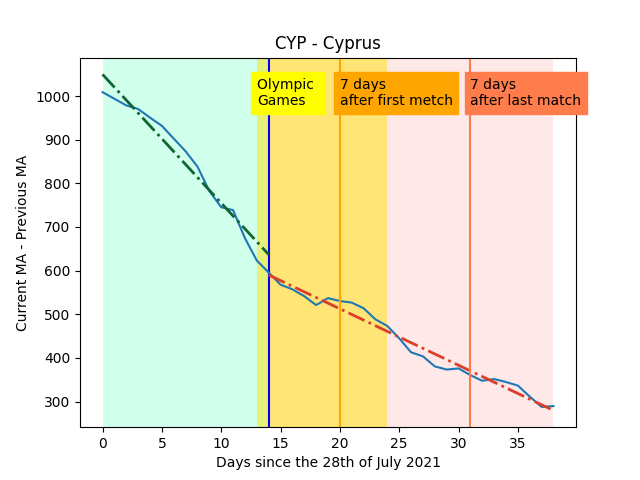 CYP - Cyprus
Olympic
Games
7 days
after first metch
7 days
after last match
1000
900
800
700
600
500
400
300
Current MA - Previous MA
0 5 10 15 20 25 30 35
Days since the 28th of July 2021